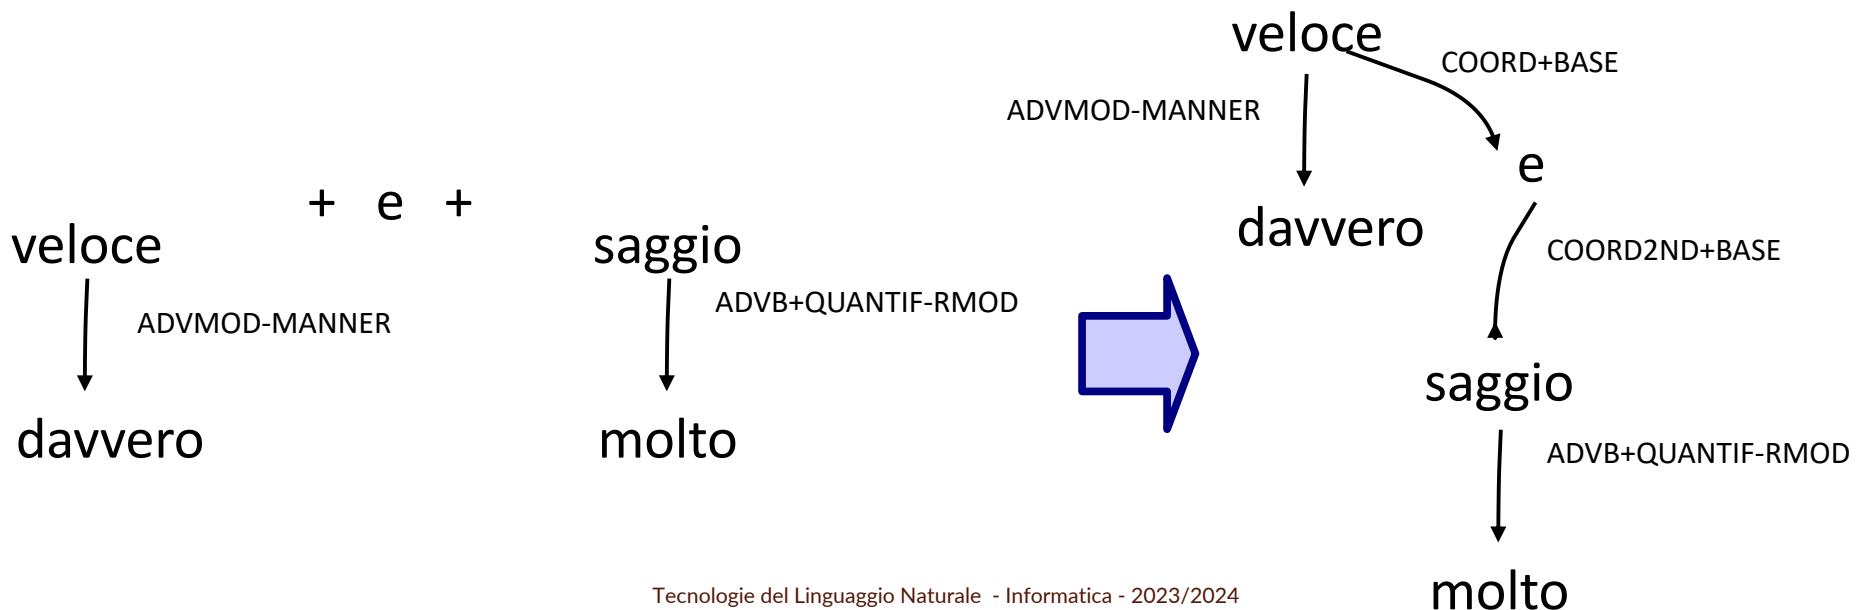 veloce
ADVMOD-MANNER
davvero
+ e +
saggio
ADVB+QUANTIF-RMOD
molto
veloce
COORD+BASE
ADVMOD-MANNER
davvero
e
COORD2ND+BASE
saggio
ADVB+QUANTIF-RMOD
molto
Tecnologie del Linguaggio Naturale - Informatica - 2023/2024